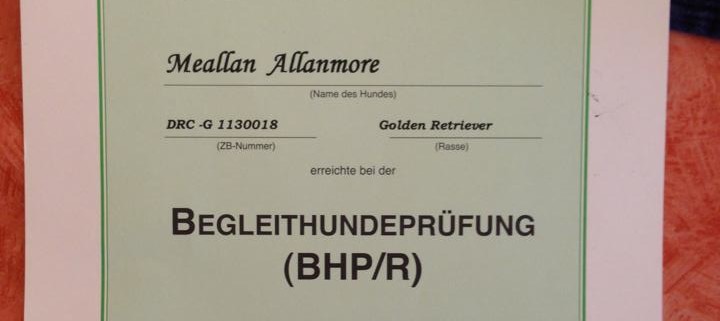 Meallan Allanmore
(Name des Hundes)
DRC -G 1130018 Golden Retriever
(ZB-Nummer) (Rasse)
erreichte bei der
BEGLEITHUNDEPRÜFUNG
(BHP/R)